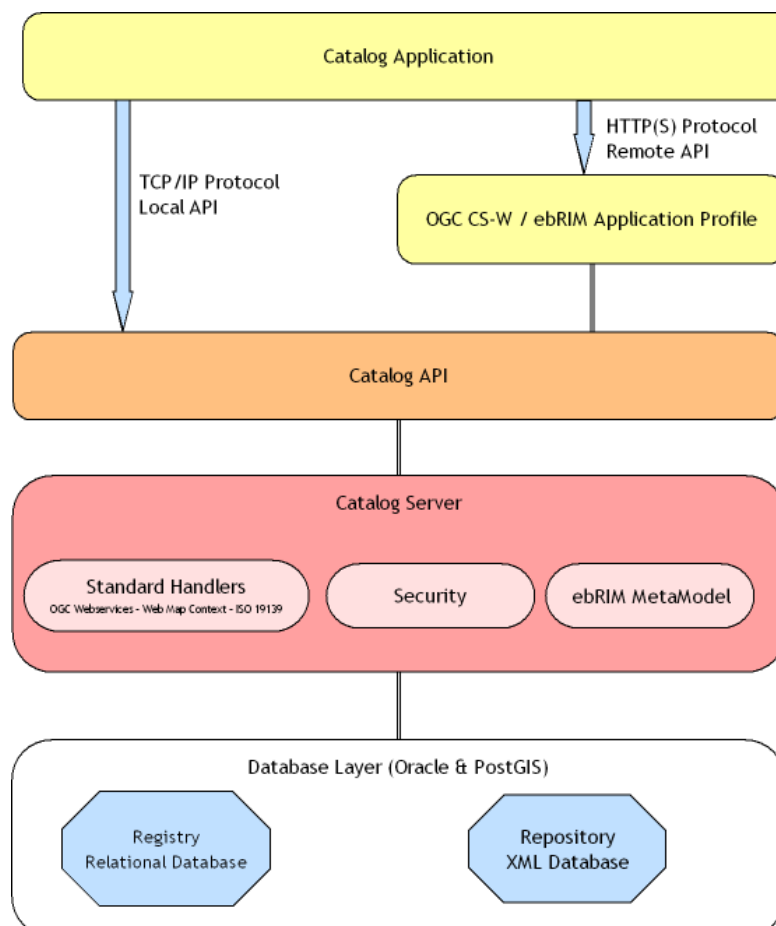 Catalog Application
HTTP(S) Protocol
Remote API
TCP/IP Protocol
Local API
OGC CS-W / ebRIM Application Profile
Catalog API
Catalog Server
Standard Handlers
OGC Webservices - Web Map Context - ISO 19139
Security
ebRIM MetaModel
Database Layer (Oracle & PostGIS)
Registry
Relational Database
Repository
XML Database